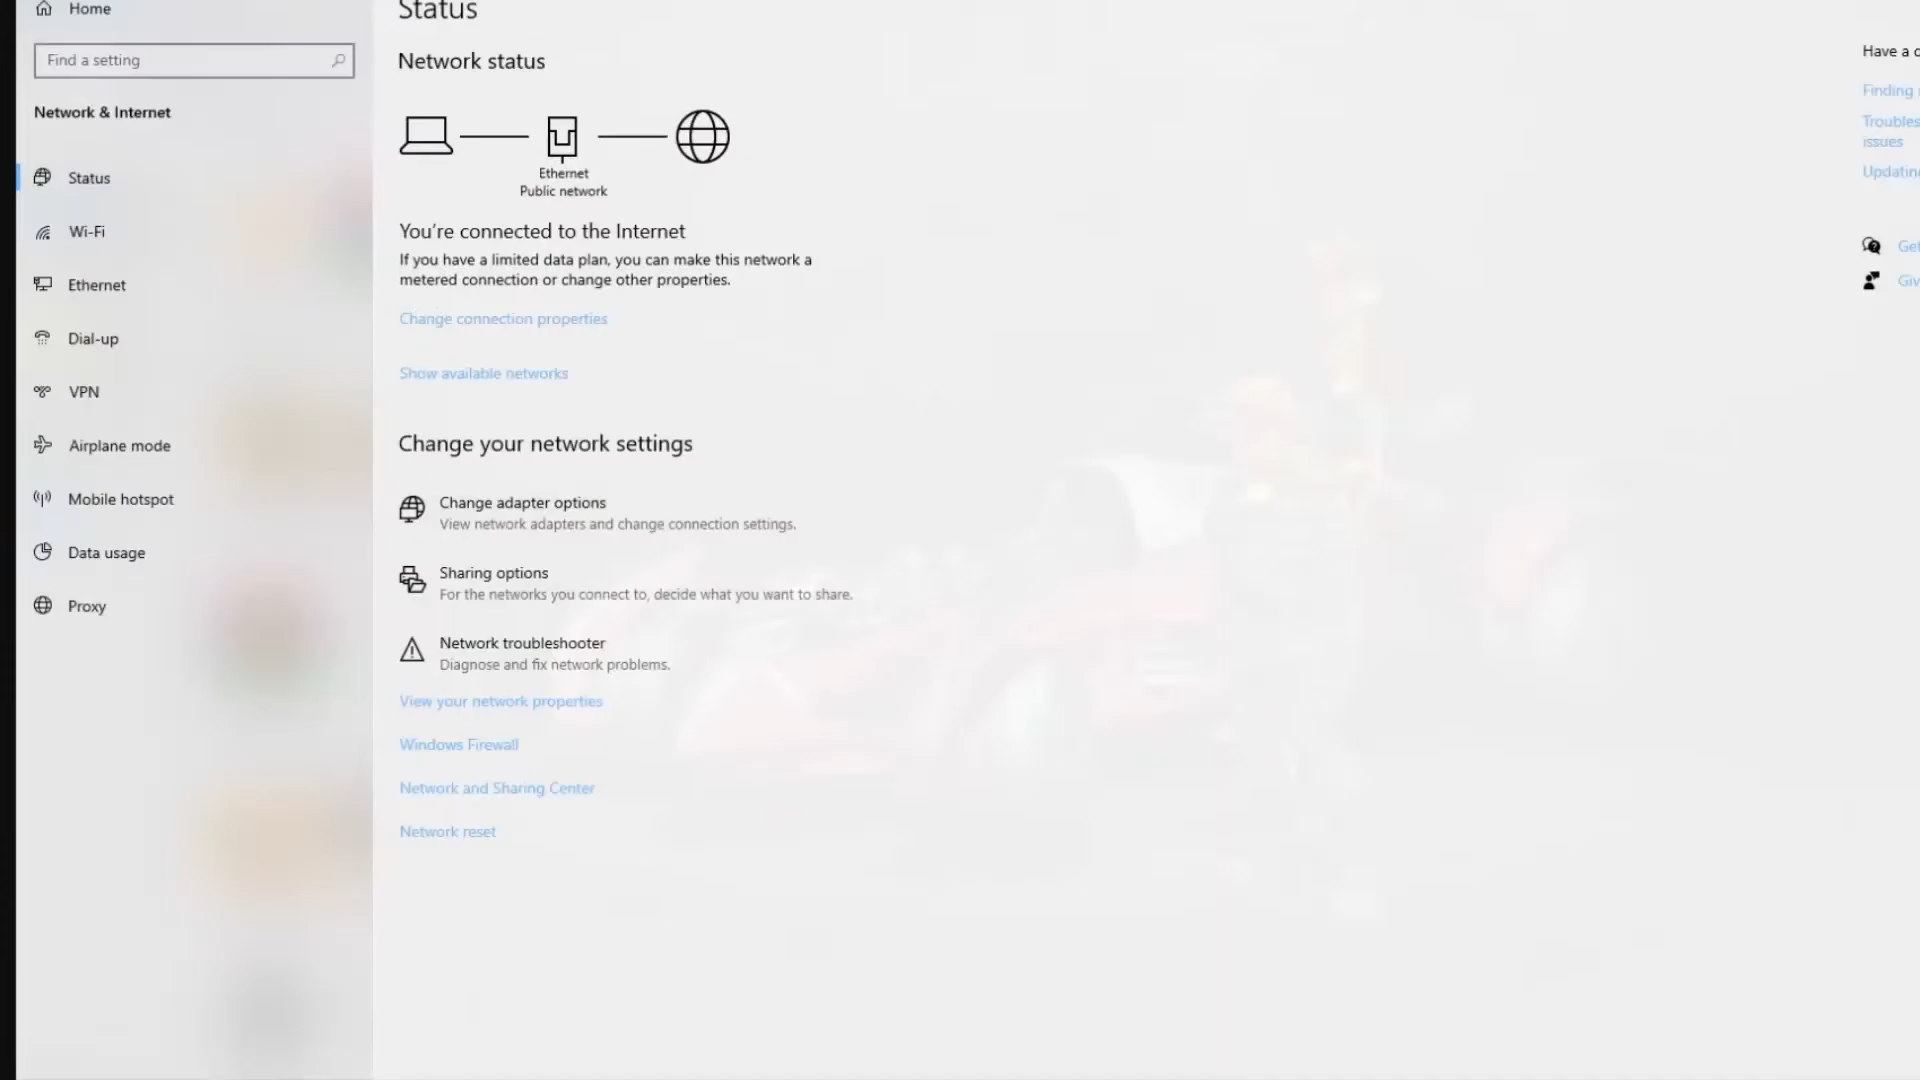 Home
Find a setting
Network & Internet
Status
Wi-Fi
Ethernet
Dial-up
VPN
Airplane mode
Mobile hotspot
Data usage
Proxy
Status
Network status
Ethernet
Public network
You're connected to the Internet
If you have a limited data plan, you can make this network a
metered connection or change other properties.
Change connection properties
Show available networks
Change your network settings
Change adapter options
View network adapters and change connection settings.
Sharing options
For the networks you connect to, decide what you want to share.
Network troubleshooter
Diagnose and fix network problems.
View your network properties
Windows Firewall
Network and Sharing Center
Network reset
Have a
Finding
issues